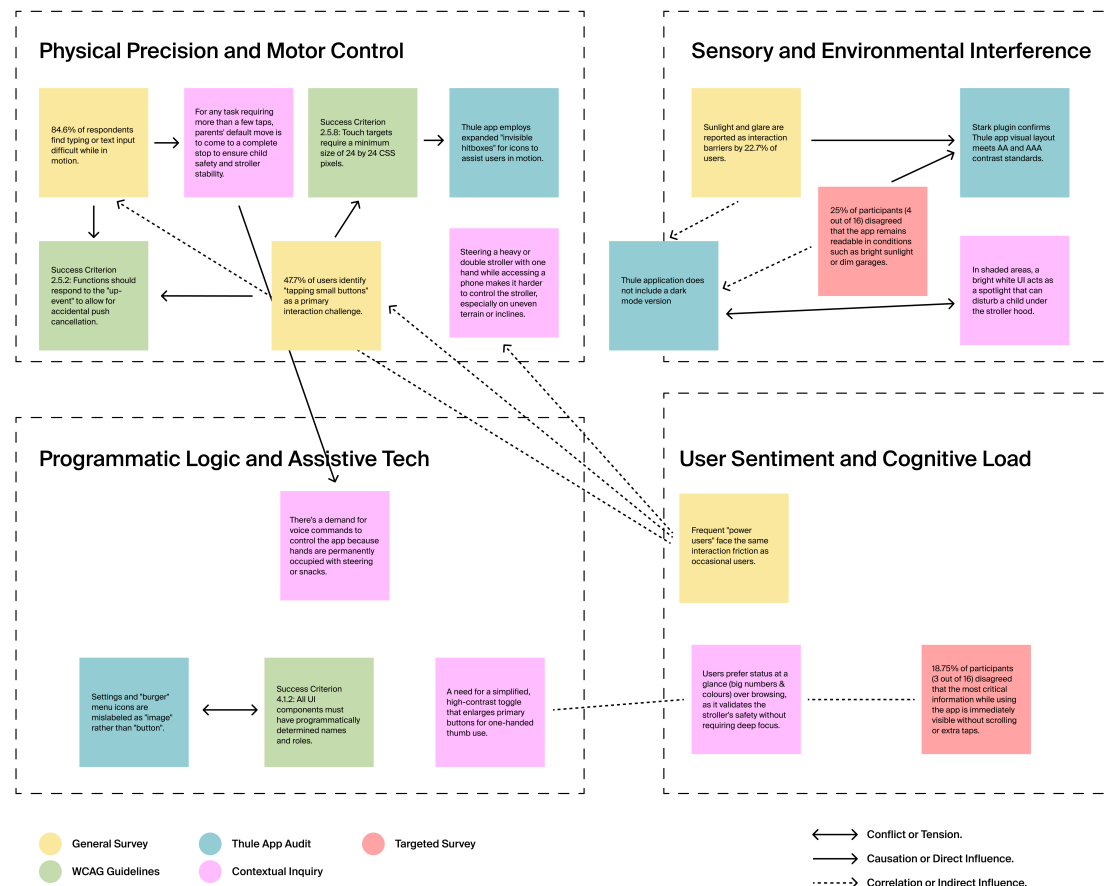 Physical Precision and Motor Control
84.6% of respondents
find typing or text input
difficult while in
motion.
For any task requiring
more than a few taps,
parents' default move is
to come to a complete
stop to ensure child
safety and stroller
stability.
Success Criterion
2.5.8: Touch targets
require a minimum
size of 24 by 24 CSS
pixels.
Thule app employs
expanded "invisible
hitboxes" for icons to
assist users in motion.
Success Criterion
2.5.2: Functions should
respond to the "up-
event" to allow for
accidental push
cancellation.
47.7% of users identify
"tapping small buttons"
as a primary
interaction challenge.
Steering a heavy or
double stroller with one
hand while accessing a
phone makes it harder
to control the stroller,
especially on uneven
terrain or inclines.
Sensory and Environmental Interference
Sunlight and glare are
reported as interaction
barriers by 22.7% of
users.
Stark plugin confirms
Thule app visual layout
meets AA and AAA
contrast standards.
25% of participants (4
out of 16) disagreed
that the app remains
readable in conditions
such as bright sunlight
or dim garages.
Thule application does
not include a dark
mode version
In shaded areas, a
bright white UI acts as
a spotlight that can
disturb a child under
the stroller hood.
Programmatic Logic and Assistive Tech
There's a demand for
voice commands to
control the app because
hands are permanently
occupied with steering
or snacks.
Settings and "burger"
menu icons are
mislabeled as "image"
rather than "button".
Success Criterion
4.1.2: All UI
components must
have programmatically
determined names
and roles.
A need for a simplified,
high-contrast toggle
that enlarges primary
buttons for one-handed
thumb use.
User Sentiment and Cognitive Load
Frequent "power
users" face the same
interaction friction as
occasional users.
Users prefer status at a
glance (big numbers &
colours) over browsing,
as it validates the
stroller's safety without
requiring deep focus.
18.75% of participants
(3 out of 16) disagreed
that the most critical
information while using
the app is immediately
visible without scrolling
or extra taps.
General Survey
Thule App Audit
Targeted Survey
WCAG Guidelines
Contextual Inquiry
Conflict or Tension.
Causation or Direct Influence.
Correlation or Indirect Influence.